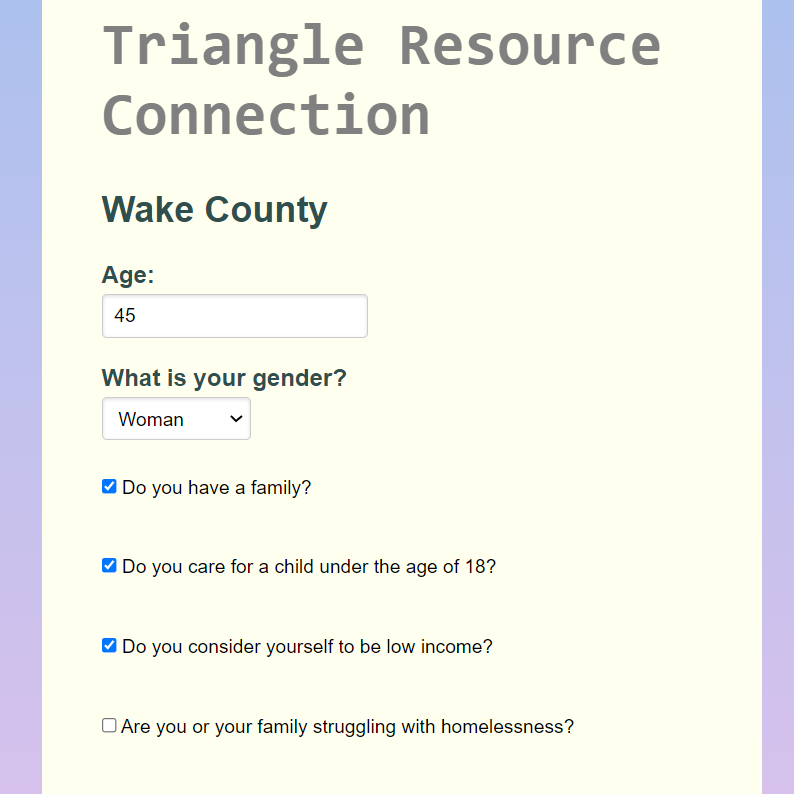 Triangle Resource
Connection
Wake County
Age:
45
What is your gender?
Woman
Do you have a family?
Do you care for a child under the age of 18?
Do you consider yourself to be low income?
Are you or your family struggling with homelessness?